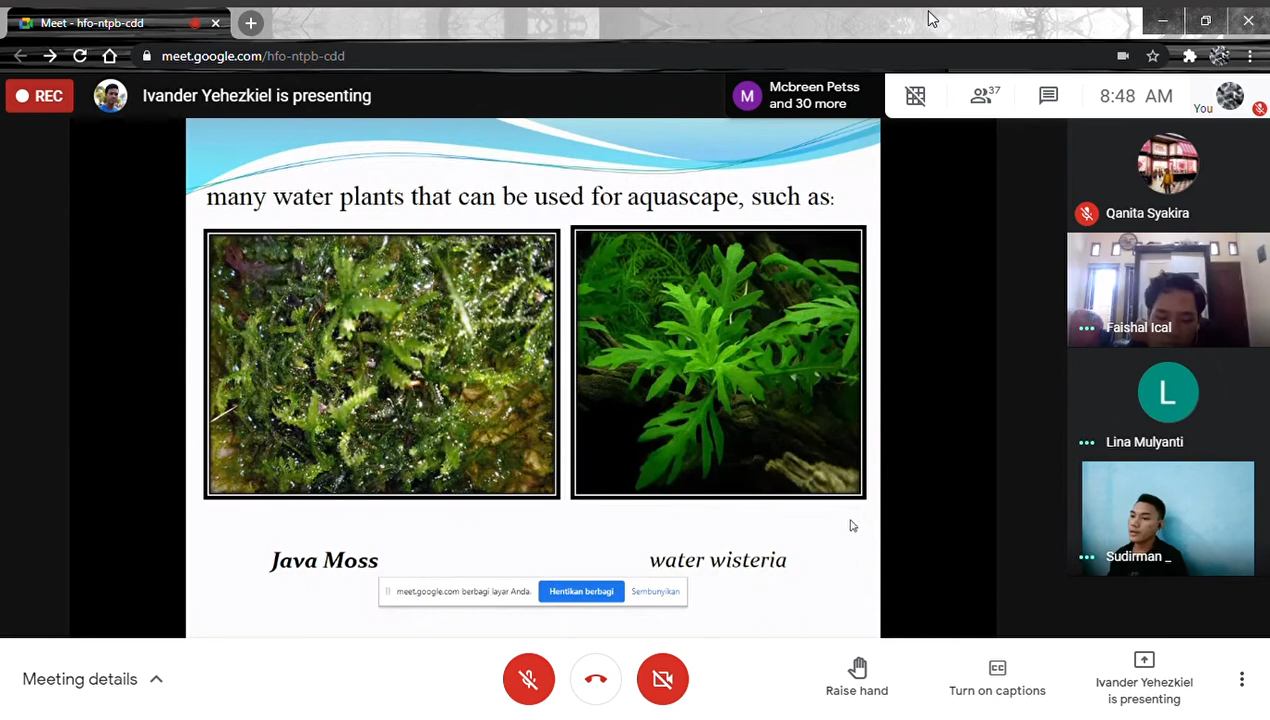 Meet - hfo-ntpb-cdd
meet.google.com/hfo-ntpb-cdd
REC
Ivander Yehezkiel is presenting
M
Mcbreen Petss
and 30 more
37
8:48 AM
You
many water plants that can be used for aquascape, such as:
Java Moss
water wisteria
meet.google.com berbagi layar Anda.
Hentikan berbagi
Sembunyikan
Qanita Syakira
Faishal Ical
L
Lina Mulyanti
Sudirman _
Meeting details
Raise hand
CC
Turn on captions
Ivander Yehezkiel
is presenting